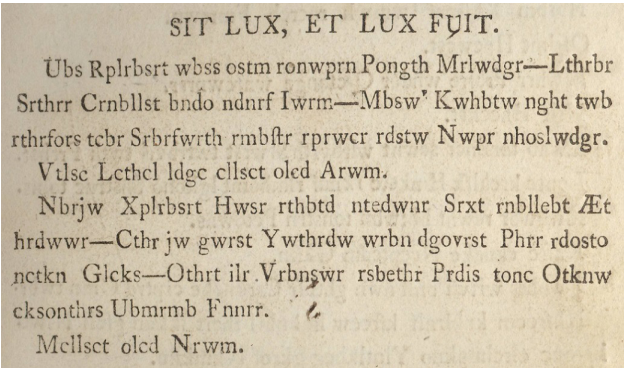 SIT LUX, ET LUX FUIT.
Ubs Rplrbsrt wbss ostm ronwprn Pongth Mrlwdgr—Lthrbr
Srthrr Crnbllst bndo ndnrf Iwrm—Mbsw' Kwhbtw nght twb
rthrfors tcbr Srbrfwrth rmbſtr rprwcr rdstw Nwpr nhoslwdgr.
Vtlsc Lcthcl ldgc cllsct olcd Arwm.
Nbrjw Xplrbsrt Hwsr rthbtd ntedwnr Srxt rnbllebt Æt
hrdwwr—Cthr jw gwrst Ywthrdw wrbn dgovrst Phrr rdosto
nctkn Glcks—Othrt ilr Vrbnswr rsbethr Prdis tonc Otknw
cksonthrs Ubmrmb Fnnrr.
Mcllsct olcd Nrwm.